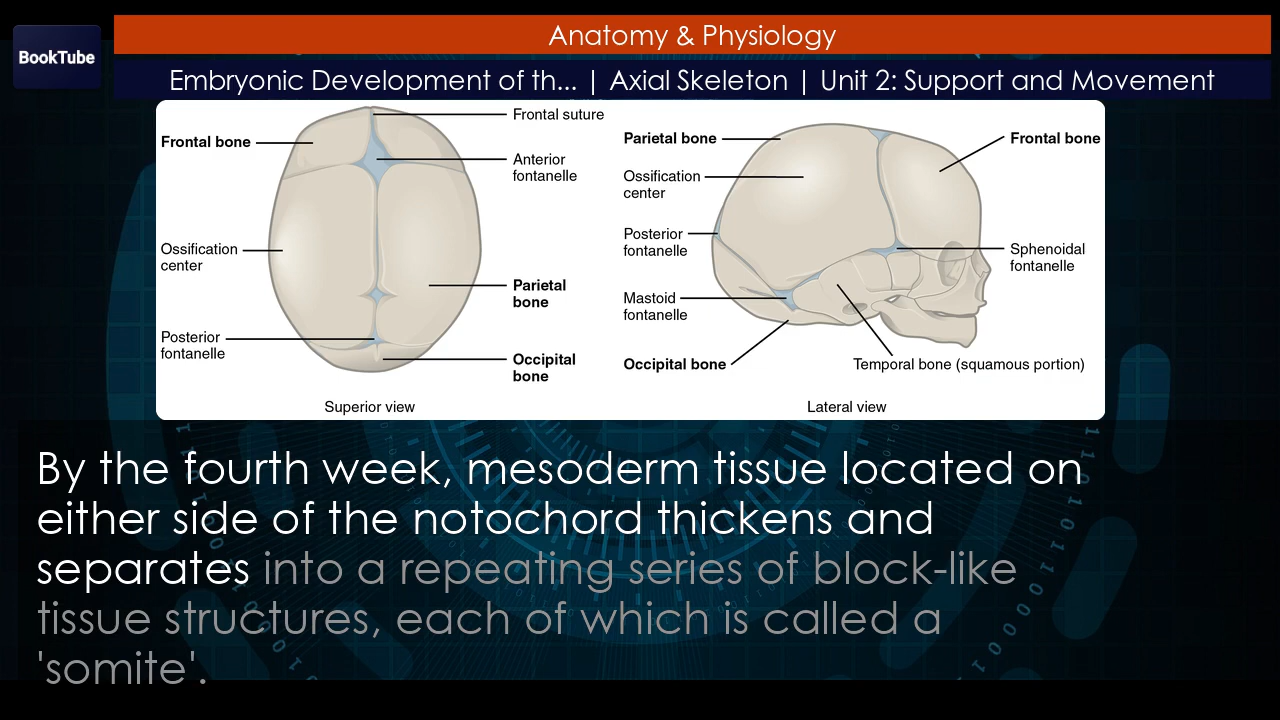 BookTube
Anatomy & Physiology
Embryonic Development of th... | Axial Skeleton | Unit 2: Support and Movement
Frontal bone
Ossification
center
Posterior
fontanelle
Frontal suture
Anterior
fontanelle
Parietal
bone
Occipital
bone
Superior view
Parietal bone
Ossification
center
Posterior
fontanelle
Mastoid
fontanelle
Occipital bone
Frontal bone
Sphenoidal
fontanelle
Temporal bone (squamous portion)
Lateral view
By the fourth week, mesoderm tissue located on
either side of the notochord thickens and
separates into a repeating series of block-like
tissue structures, each of which is called a
'somite'.